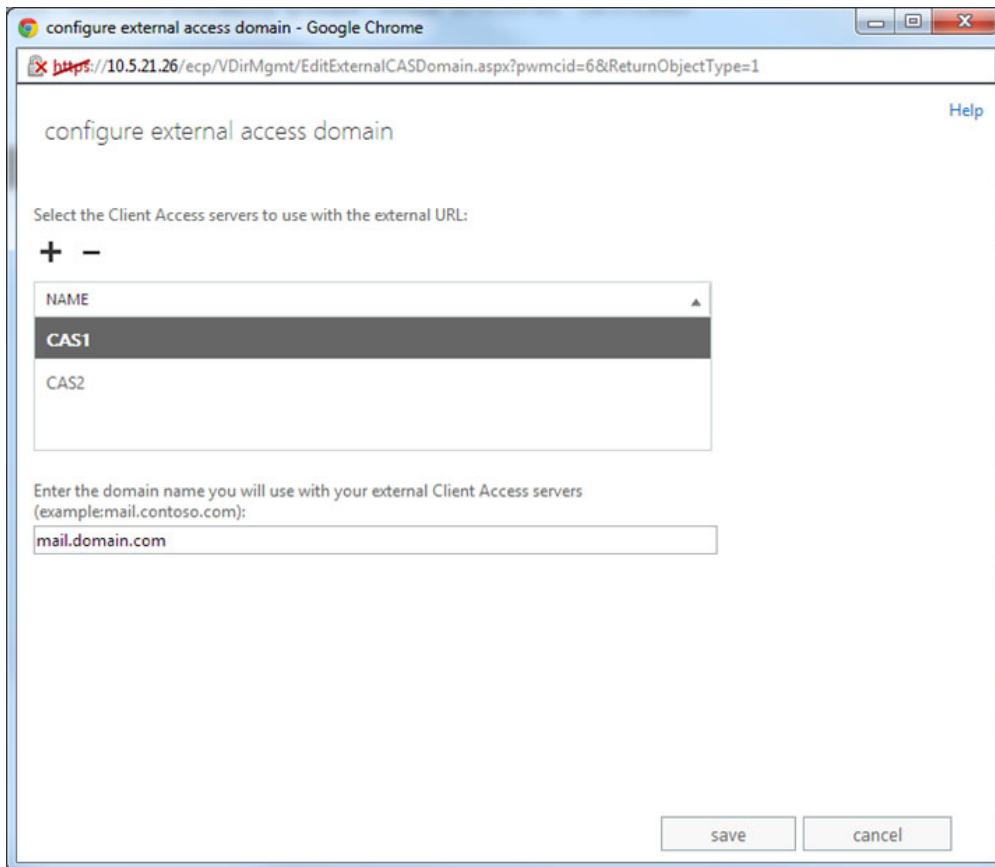 configure external access domain - Google Chrome
https://10.5.21.26/ecp/VDirMgmt/EditExternalCASDomain.aspx?pwmcid=6&ReturnObjectType=1
Help
configure external access domain
Select the Client Access servers to use with the external URL:
NAME
CAS1
CAS2
Enter the domain name you will use with your external Client Access servers
(example:mail.contoso.com):
mail.domain.com
save cancel